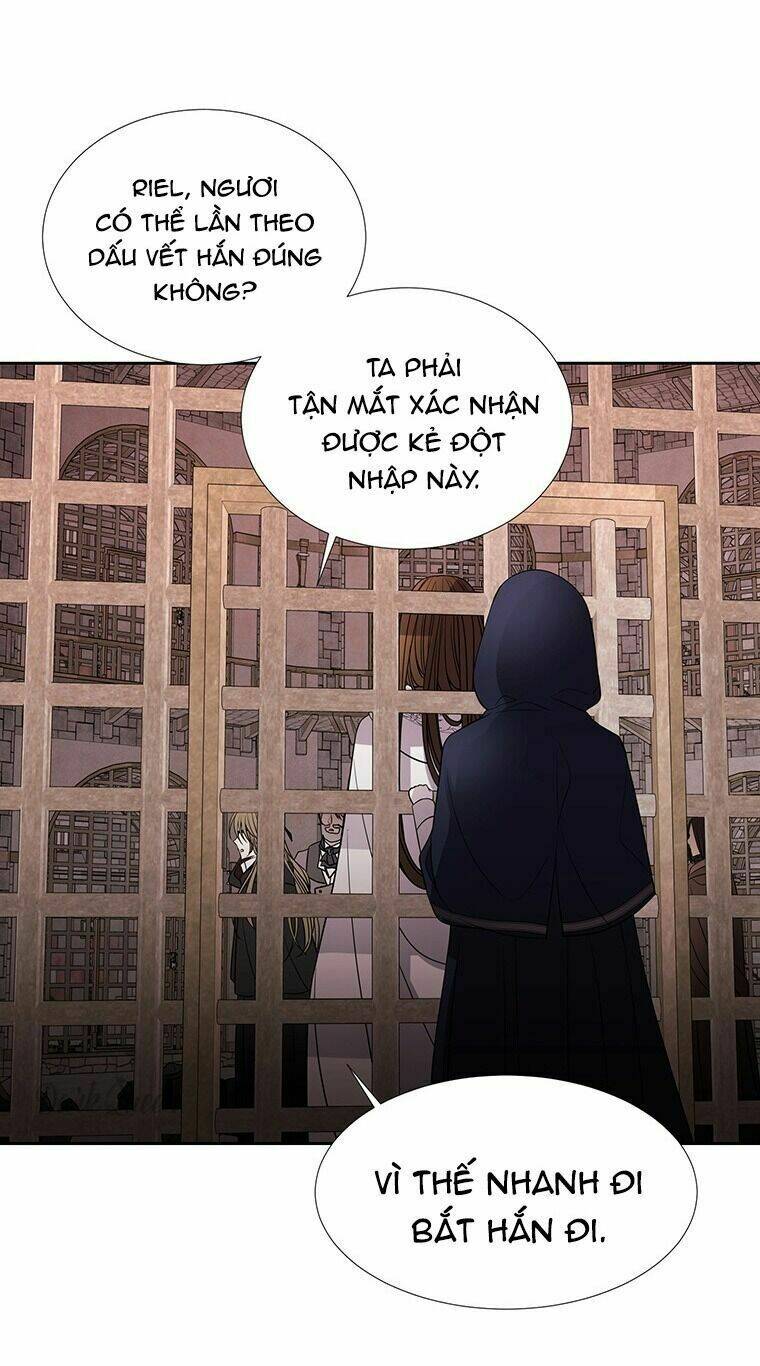 RIEL, NGƯƠI
CÓ THỂ LẦN THEO
DẤU VẾT HẮN ĐÚNG
KHÔNG?
TA PHẢI
TẬN MẮT XÁC NHẬN
ĐƯỢC KẺ ĐỘT
NHẬP NÀY.
VÌ THẾ NHANH ĐI
BẮT HẮN ĐI.